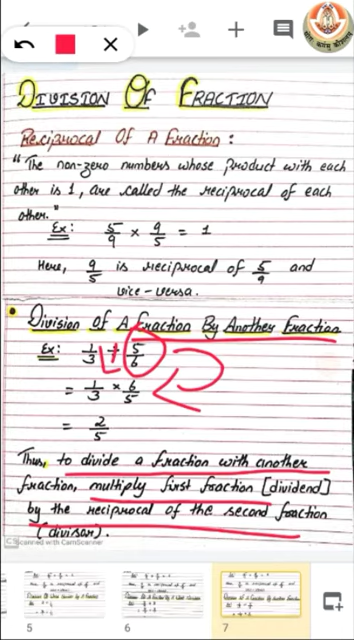 DIVISION OF FRACTION
Reciprocal Of A Fraction :
"The non-zero numbers whose product with each
other is 1, are called the reciprocal of each
other."
Ex: 5/9 × 9/5 = 1
Here, 9/5 is reciprocal of 5/9 and
vice-versa.
Division Of A Fraction By Another Fraction
Ex: 1/3 ÷ 5/6
= 1/3 × 6/5
= 2/5
Thus, to divide a fraction with another
fraction, multiply first fraction [dividend]
by the reciprocal of the second fraction
(divisor).
CS Scanned with CamScanner
5
6
7